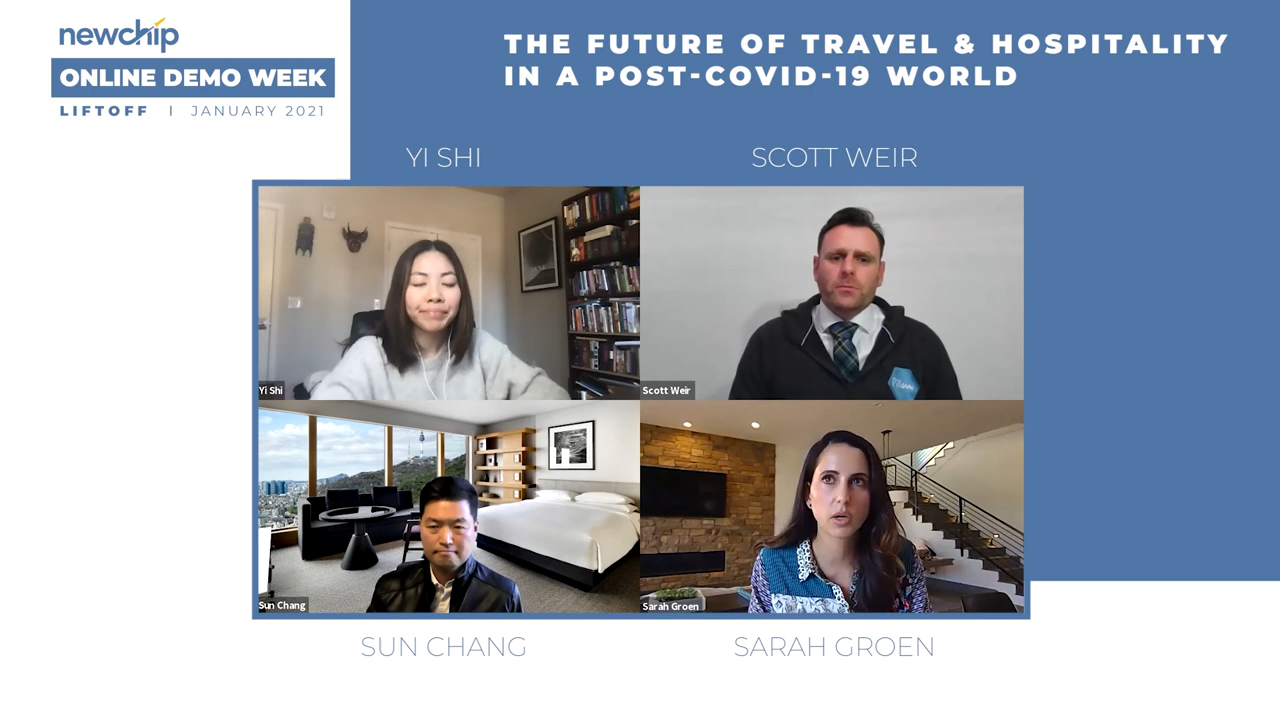 newchip
ONLINE DEMO WEEK
LIFTOFF | JANUARY 2021
THE FUTURE OF TRAVEL & HOSPITALITY
IN A POST-COVID-19 WORLD
YI SHI
SCOTT WEIR
Yi Shi
Scott Weir
Sun Chang
Sarah Groen
SUN CHANG
SARAH GROEN